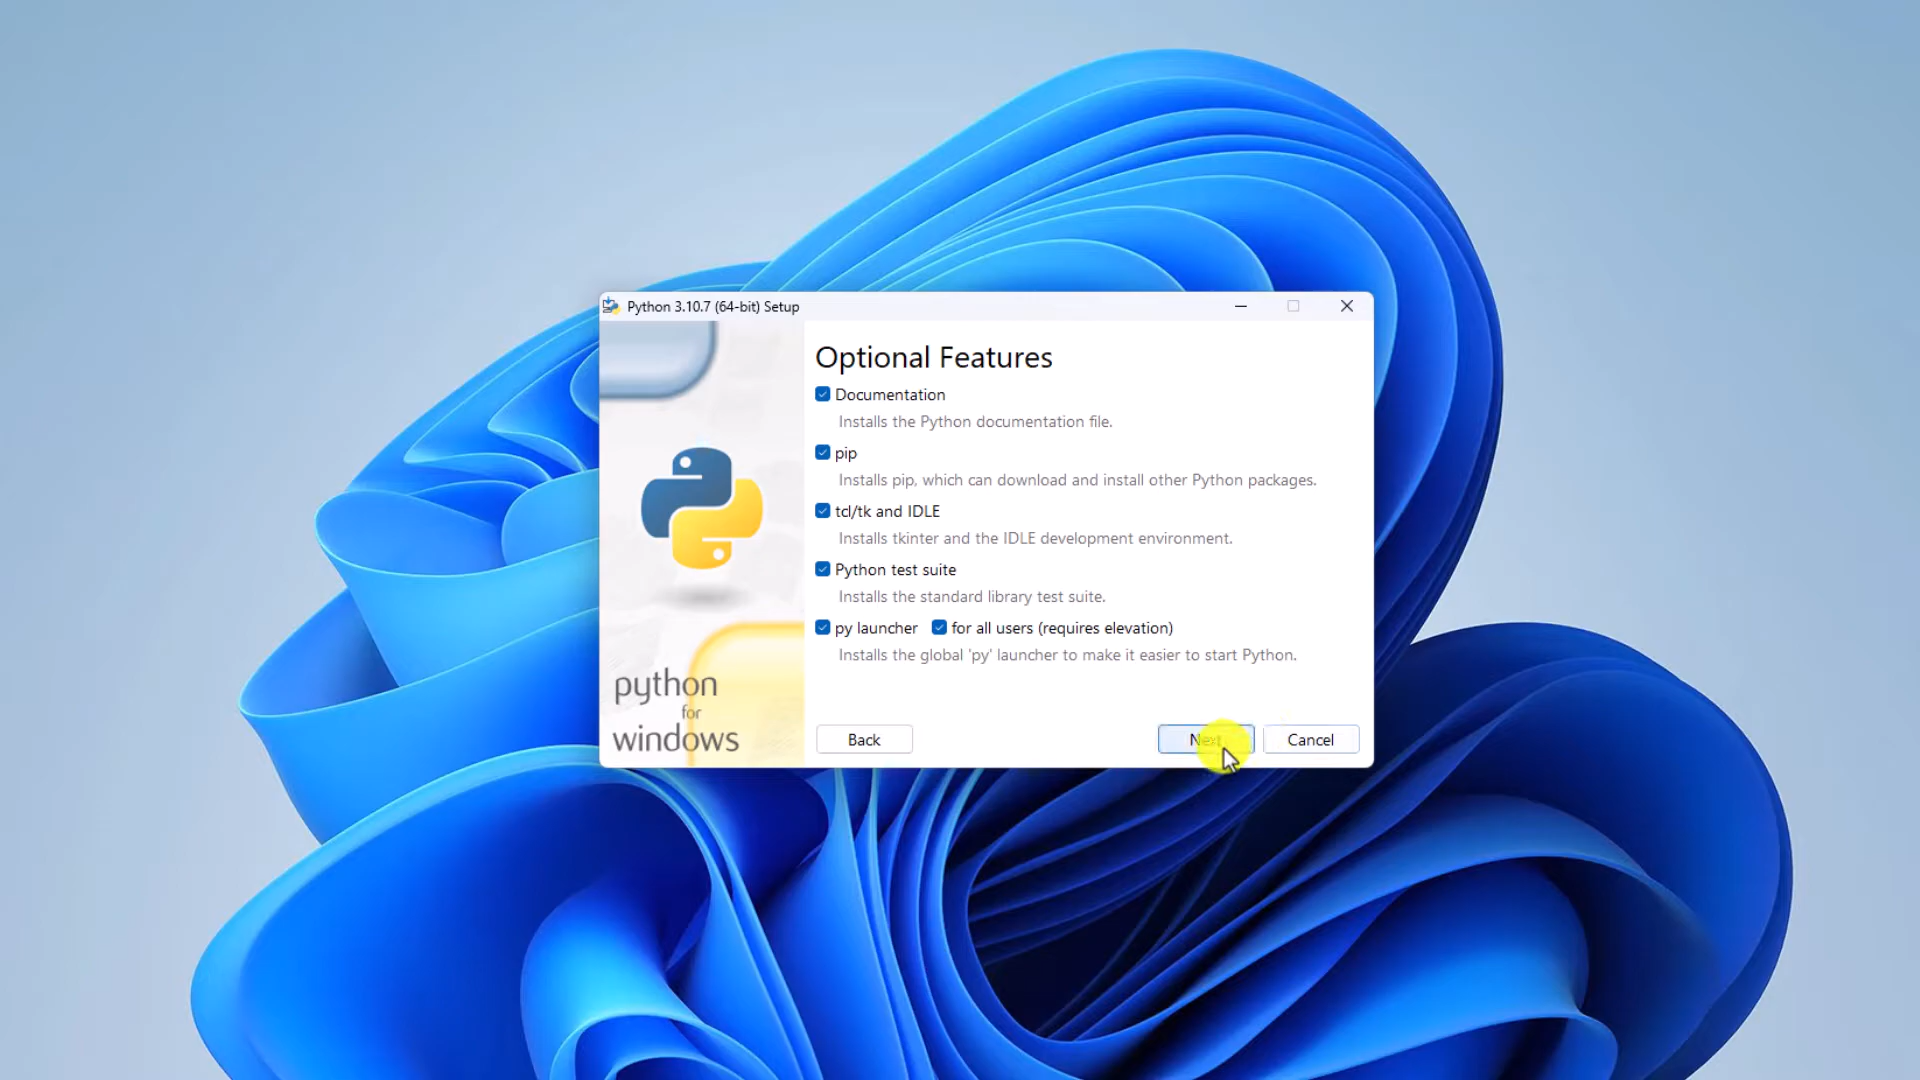 Python 3.10.7 (64-bit) Setup
Optional Features
Documentation
Installs the Python documentation file.
pip
Installs pip, which can download and install other Python packages.
tcl/tk and IDLE
Installs tkinter and the IDLE development environment.
Python test suite
Installs the standard library test suite.
py launcher for all users (requires elevation)
Installs the global 'py' launcher to make it easier to start Python.
python
for
windows
Back Next Cancel